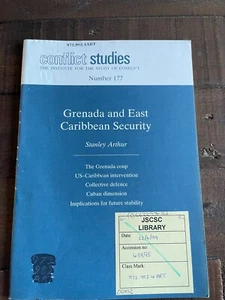 conflict studies
THE INSTITUTE FOR THE STUDY OF CONFLICT
Number 177
Grenada and East
Caribbean Security
Stanley Arthur
The Grenada coup
US-Caribbean intervention
Collective defence
Cuban dimension
Implications for future stability
JSCSC
LIBRARY
Date:
Accession no:
Class Mark: